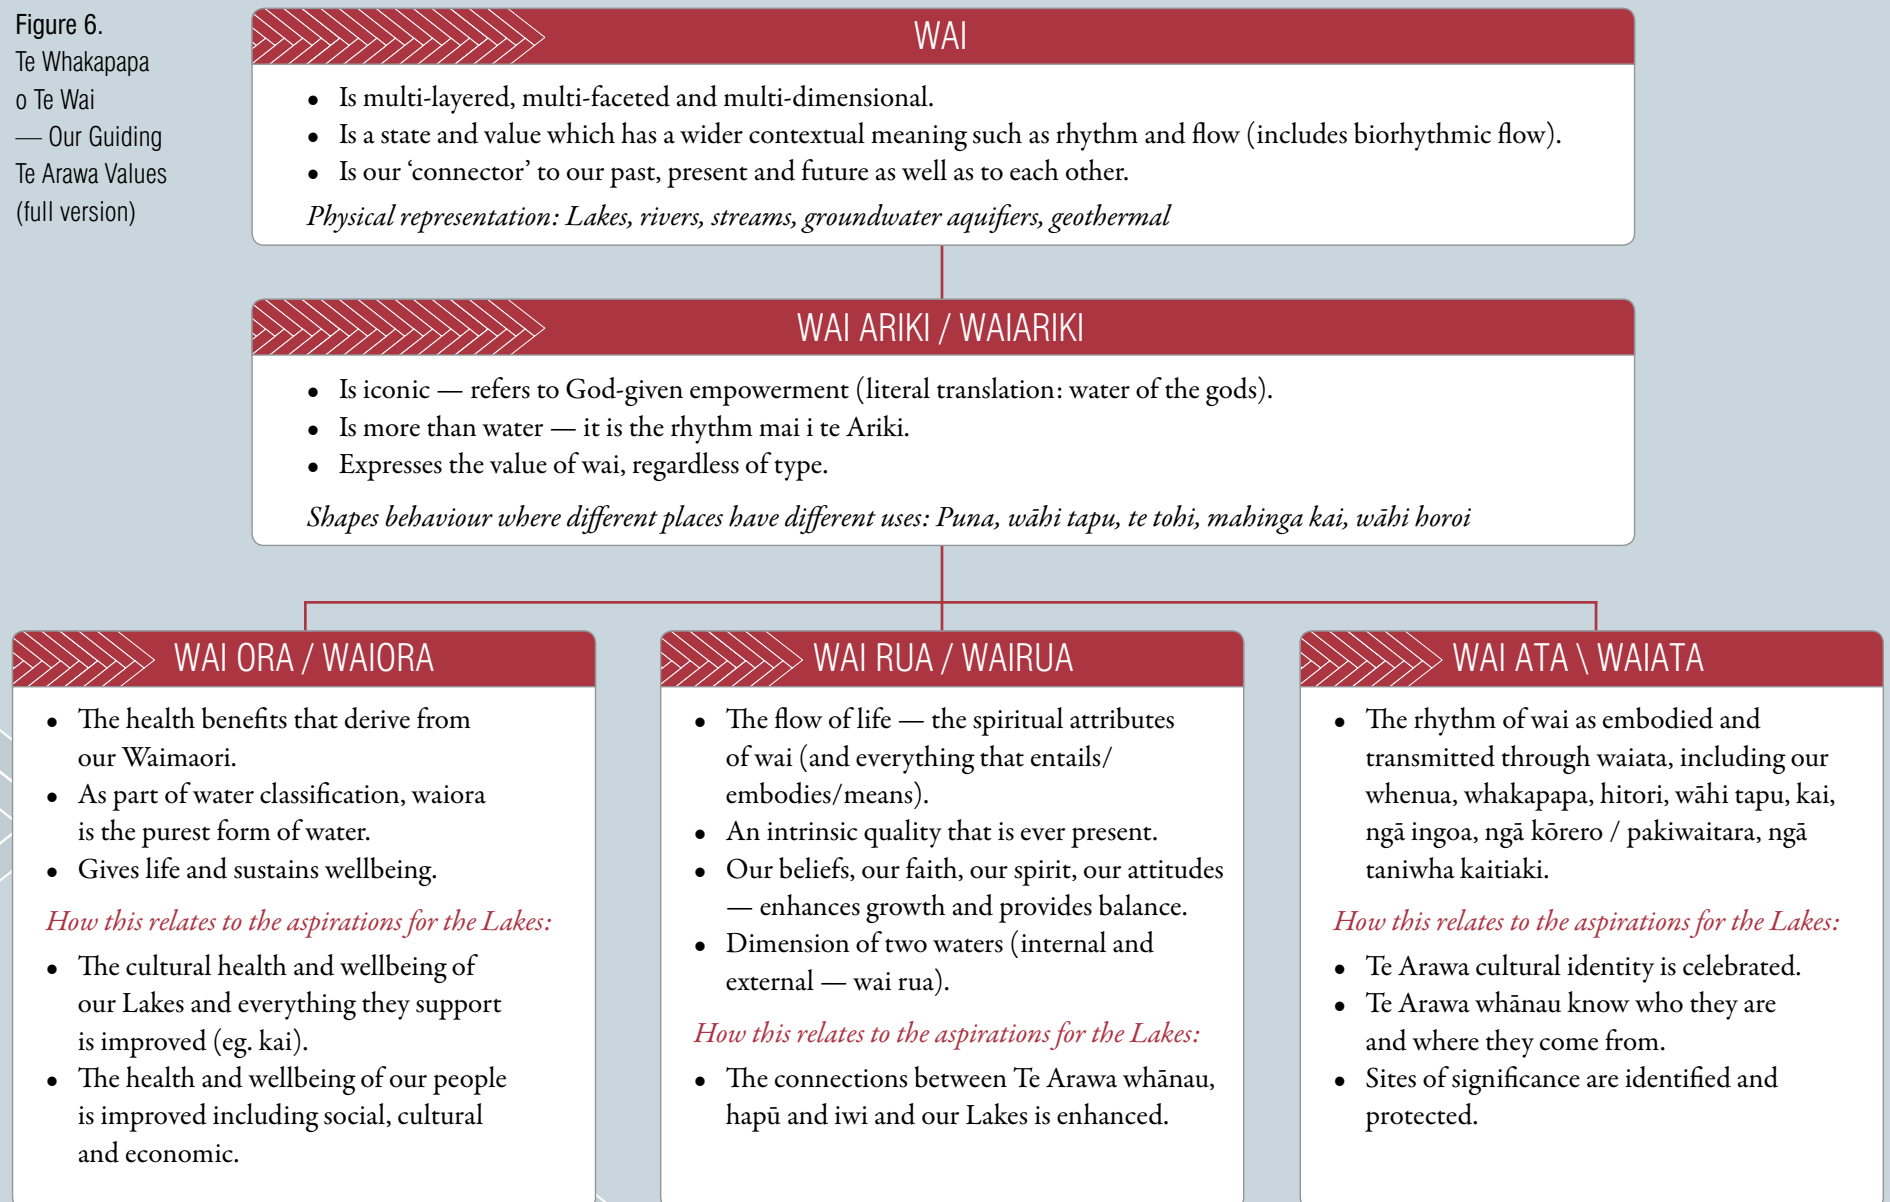 Figure 6.
Te Whakapapa
o Te Wai
— Our Guiding
Te Arawa Values
(full version)
WAI
• Is multi-layered, multi-faceted and multi-dimensional.
• Is a state and value which has a wider contextual meaning such as rhythm and flow (includes biorhythmic flow).
• Is our ‘connector’ to our past, present and future as well as to each other.
Physical representation: Lakes, rivers, streams, groundwater aquifiers, geothermal
WAI ARIKI / WAIARIKI
• Is iconic — refers to God-given empowerment (literal translation: water of the gods).
• Is more than water — it is the rhythm mai i te Ariki.
• Expresses the value of wai, regardless of type.
Shapes behaviour where different places have different uses: Puna, wāhi tapu, te tohi, mahinga kai, wāhi horoi
WAI ORA / WAIORA
• The health benefits that derive from
our Waimaori.
• As part of water classification, waiora
is the purest form of water.
• Gives life and sustains wellbeing.
How this relates to the aspirations for the Lakes:
• The cultural health and wellbeing of
our Lakes and everything they support
is improved (eg. kai).
• The health and wellbeing of our people
is improved including social, cultural
and economic.
WAI RUA / WAIRUA
• The flow of life — the spiritual attributes
of wai (and everything that entails/
embodies/means).
• An intrinsic quality that is ever present.
• Our beliefs, our faith, our spirit, our attitudes
— enhances growth and provides balance.
• Dimension of two waters (internal and
external — wai rua).
How this relates to the aspirations for the Lakes:
• The connections between Te Arawa whānau,
hapū and iwi and our Lakes is enhanced.
WAI ATA \ WAIATA
• The rhythm of wai as embodied and
transmitted through waiata, including our
whenua, whakapapa, hitori, wāhi tapu, kai,
ngā ingoa, ngā kōrero / pakiwaitara, ngā
taniwha kaitiaki.
How this relates to the aspirations for the Lakes:
• Te Arawa cultural identity is celebrated.
• Te Arawa whānau know who they are
and where they come from.
• Sites of significance are identified and
protected.